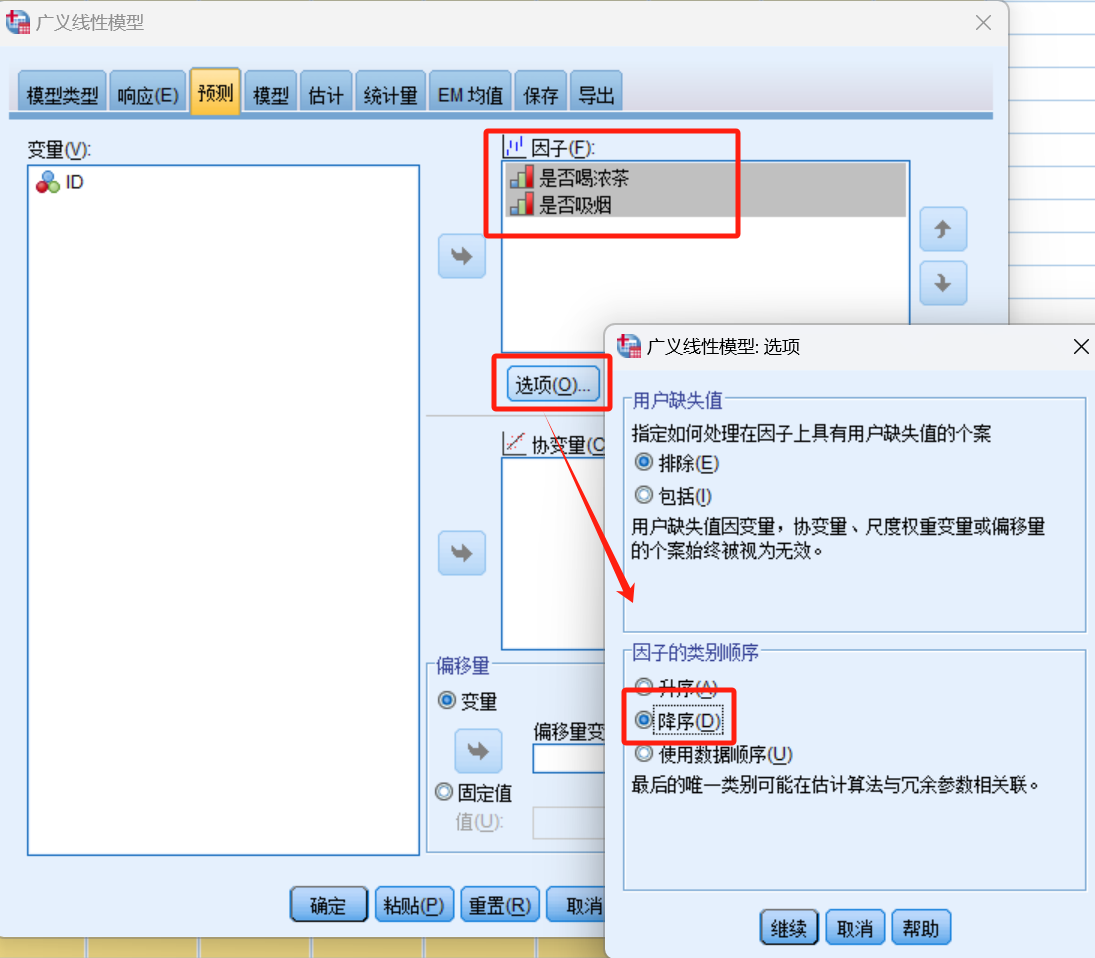 广义线性模型
模型类型 响应(E) 预测 模型 估计 统计量 EM 均值 保存 导出
变量(V):
ID
因子(F):
是否喝浓茶
是否吸烟
选项(O)...
协变量(C
偏移量
变量
偏移量变
固定值
值(U):
确定 粘贴(P) 重置(R) 取消
广义线性模型: 选项
用户缺失值
指定如何处理在因子上具有用户缺失值的个案
排除(E)
包括(I)
用户缺失值因变量，协变量、尺度权重变量或偏移量
的个案始终被视为无效。
因子的类别顺序
升序(A)
降序(D)
使用数据顺序(U)
最后的唯一类别可能在估计算法与冗余参数相关联。
继续 取消 帮助